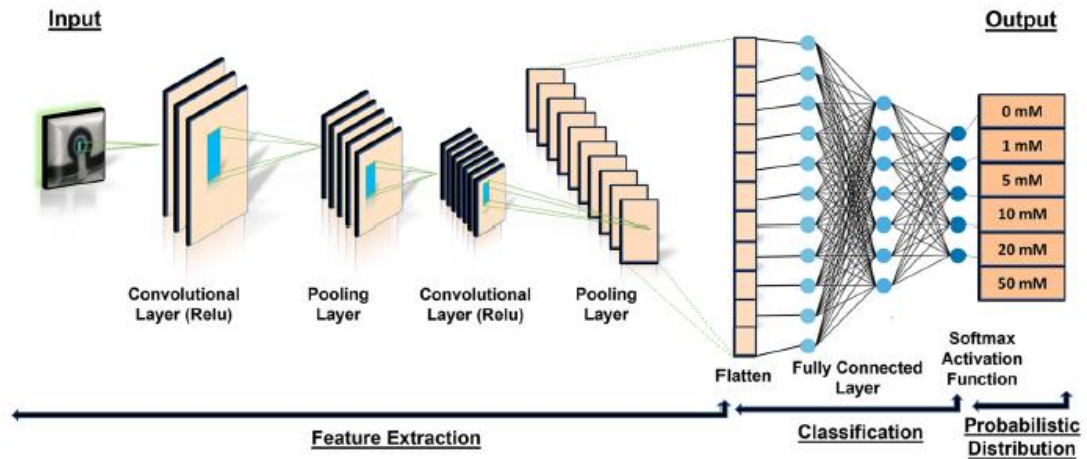 Input
Output
0 mM
1 mM
5 mM
10 mM
20 mM
50 mM
Convolutional
Layer (Relu)
Pooling
Layer
Convolutional
Layer (Relu)
Pooling
Layer
Flatten
Fully Connected
Layer
Softmax
Activation
Function
Feature Extraction
Classification
Probabilistic
Distribution